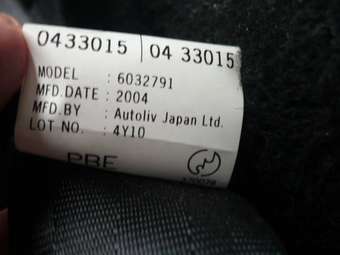 0433015 | 04 33015
MODEL : 6032791
MFD.DATE : 2004
MFD.BY : Autoliv Japan Ltd.
LOT NO. : 4Y10